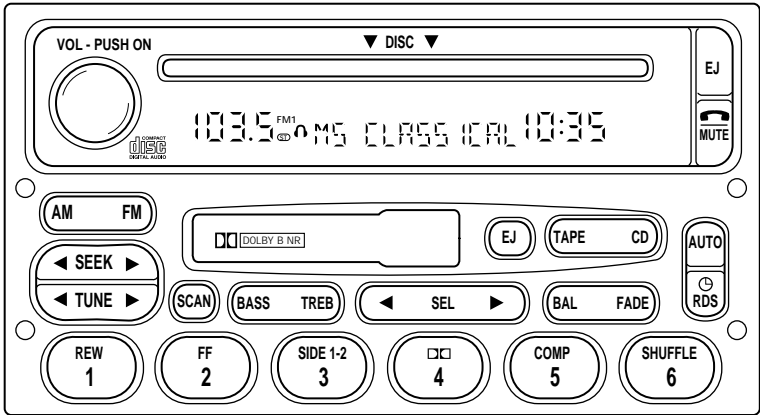 VOL - PUSH ON
▼ DISC ▼
EJ
103.5 FM1 ST MS CLASSICAL 10:35
MUTE
COMPACT
disc
DIGITAL AUDIO
AM FM
DOLBY B NR
EJ
TAPE CD
AUTO
◄ SEEK ►
◄ TUNE ►
SCAN
BASS TREB
◄ SEL ►
BAL FADE
RDS
REW
1
FF
2
SIDE 1-2
3
4
COMP
5
SHUFFLE
6